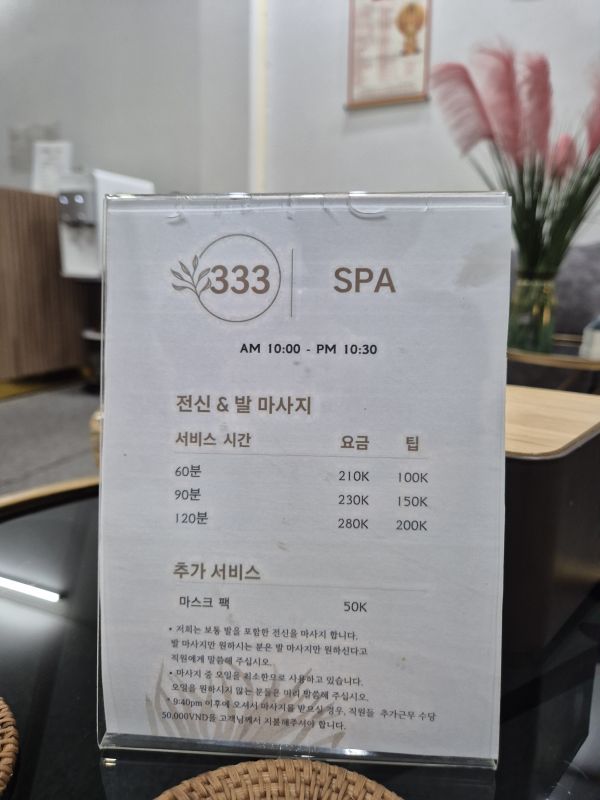 333 SPA
AM 10:00 - PM 10:30
전신 & 발 마사지
서비스 시간 요금 팁
60분 210K 100K
90분 230K 150K
120분 280K 200K
추가 서비스
마스크 팩 50K
• 저희는 보통 발을 포함한 전신을 마사지 합니다.
발 마사지만 원하시는 분은 발 마사지만 원하신다고
직원에게 말씀해 주십시오.
• 마사지 중 오일을 최소한으로 사용하고 있습니다.
오일을 원하시지 않는 분들은 미리 말씀해 주십시오.
* 9:40pm 이후에 오셔서 마사지를 받으실 경우, 직원들 추가근무 수당
50.000VND을 고객님께서 지불해주셔야 합니다.